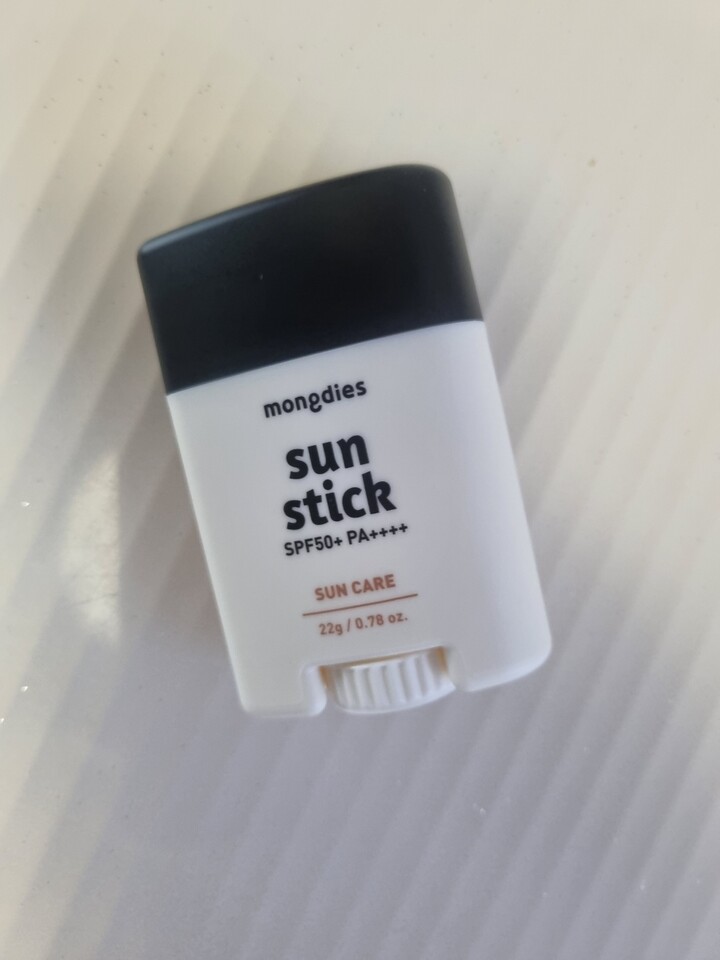 mongdies
sun
stick
SPF50+ PA++++
SUN CARE
22g / 0.78 oz.